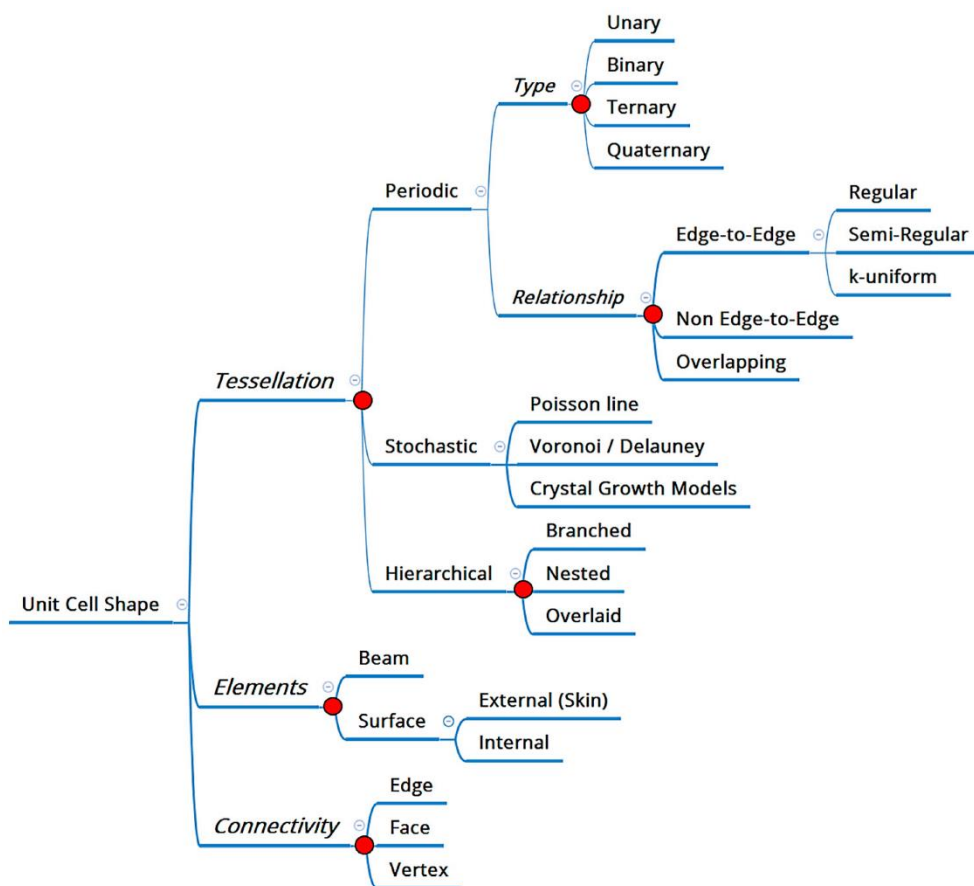 Unary
Binary
Type
Ternary
Quaternary
Periodic
Regular
Edge-to-Edge
Semi-Regular
k-uniform
Relationship
Non Edge-to-Edge
Overlapping
Tessellation
Poisson line
Stochastic
Voronoi / Delauney
Crystal Growth Models
Branched
Hierarchical
Nested
Overlaid
Unit Cell Shape
Beam
Elements
External (Skin)
Surface
Internal
Edge
Connectivity
Face
Vertex